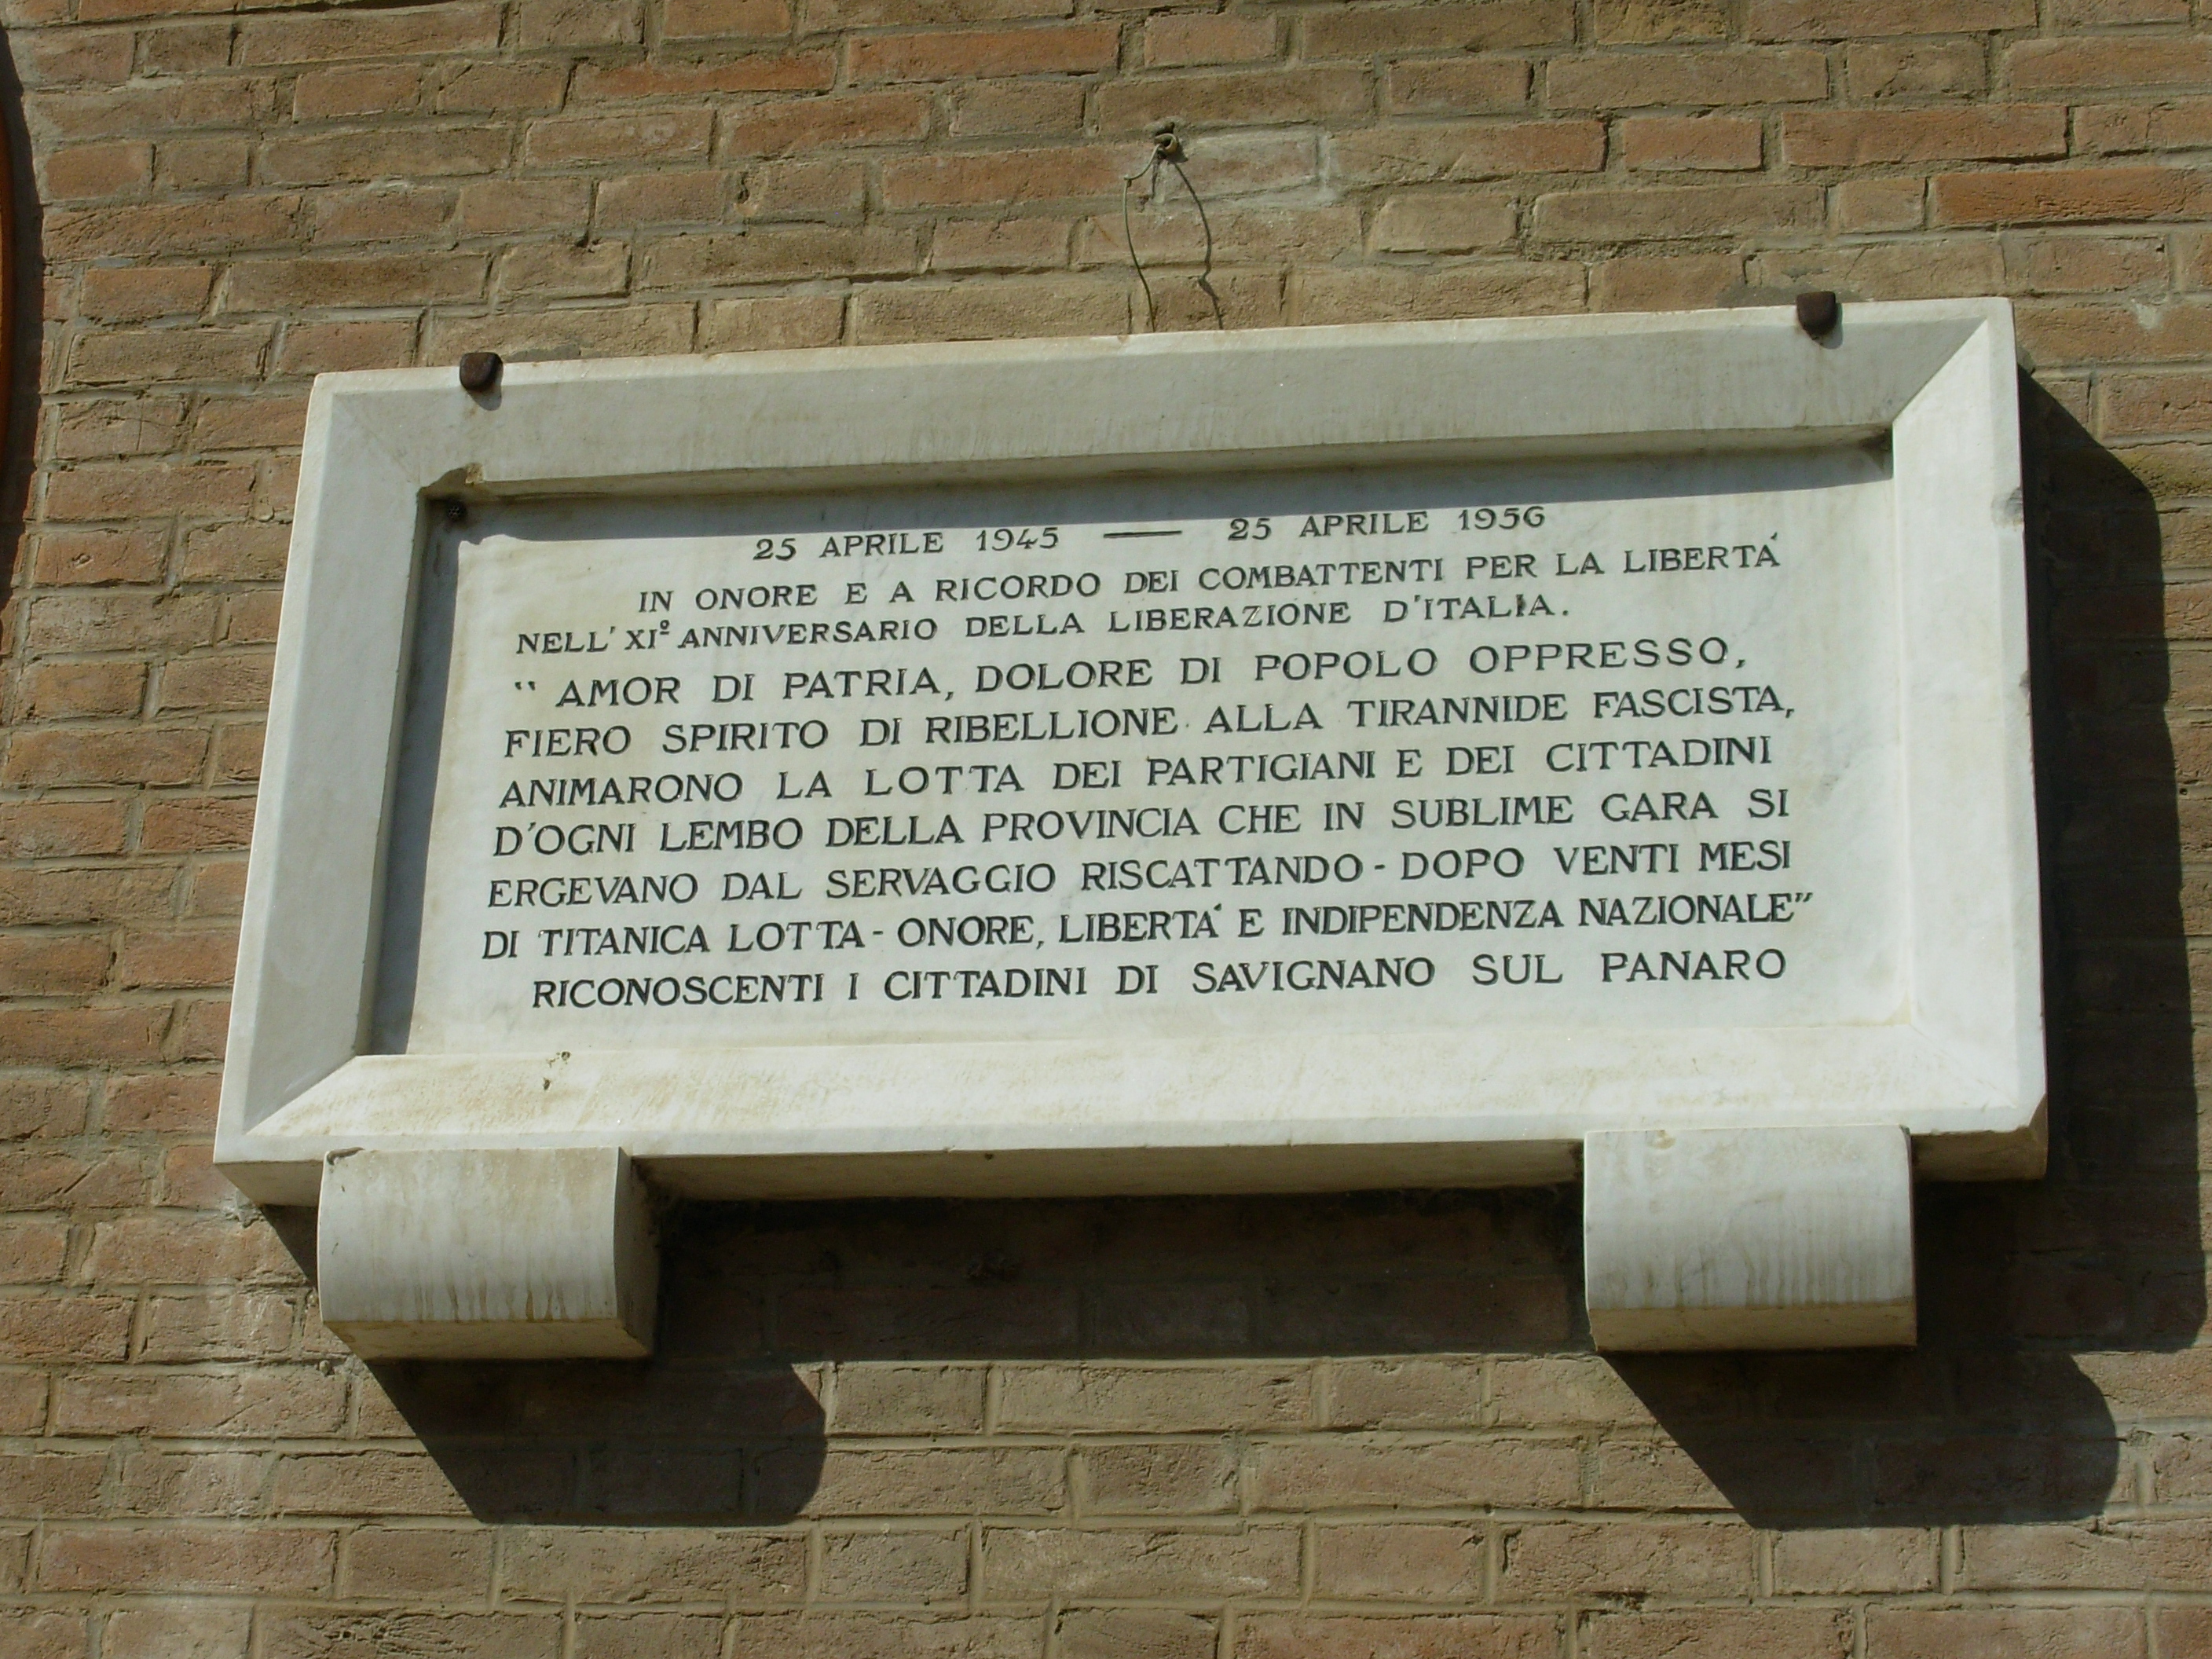 25 APRILE 1945 — 25 APRILE 1956
IN ONORE E A RICORDO DEI COMBATTENTI PER LA LIBERTÁ
NELL' XIº ANNIVERSARIO DELLA LIBERAZIONE D'ITALIA.
" AMOR DI PATRIA, DOLORE DI POPOLO OPPRESSO,
FIERO SPIRITO DI RIBELLIONE ALLA TIRANNIDE FASCISTA,
ANIMARONO LA LOTTA DEI PARTIGIANI E DEI CITTADINI
D'OGNI LEMBO DELLA PROVINCIA CHE IN SUBLIME GARA SI
ERGEVANO DAL SERVAGGIO RISCATTANDO - DOPO VENTI MESI
DI TITANICA LOTTA - ONORE, LIBERTÁ E INDIPENDENZA NAZIONALE"
RICONOSCENTI I CITTADINI DI SAVIGNANO SUL PANARO